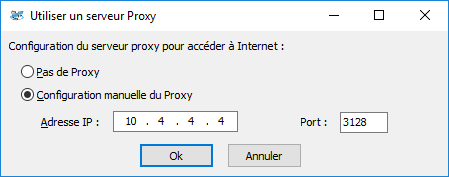 Utiliser un serveur Proxy
Configuration du serveur proxy pour accéder à Internet :
Pas de Proxy
Configuration manuelle du Proxy
Adresse IP : 10 . 4 . 4 . 4 Port : 3128
Ok Annuler